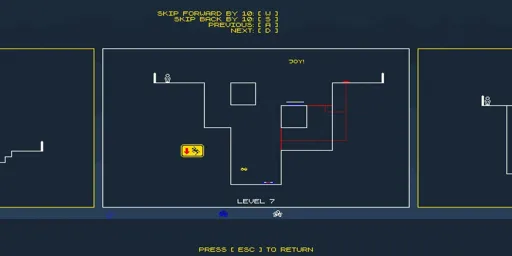 SKIP FORWARD BY 10: [ W ]
SKIP BACK BY 10: [ S ]
PREVIOUS: [ A ]
NEXT: [ D ]
JOY!
LEVEL 7
PRESS [ ESC ] TO RETURN